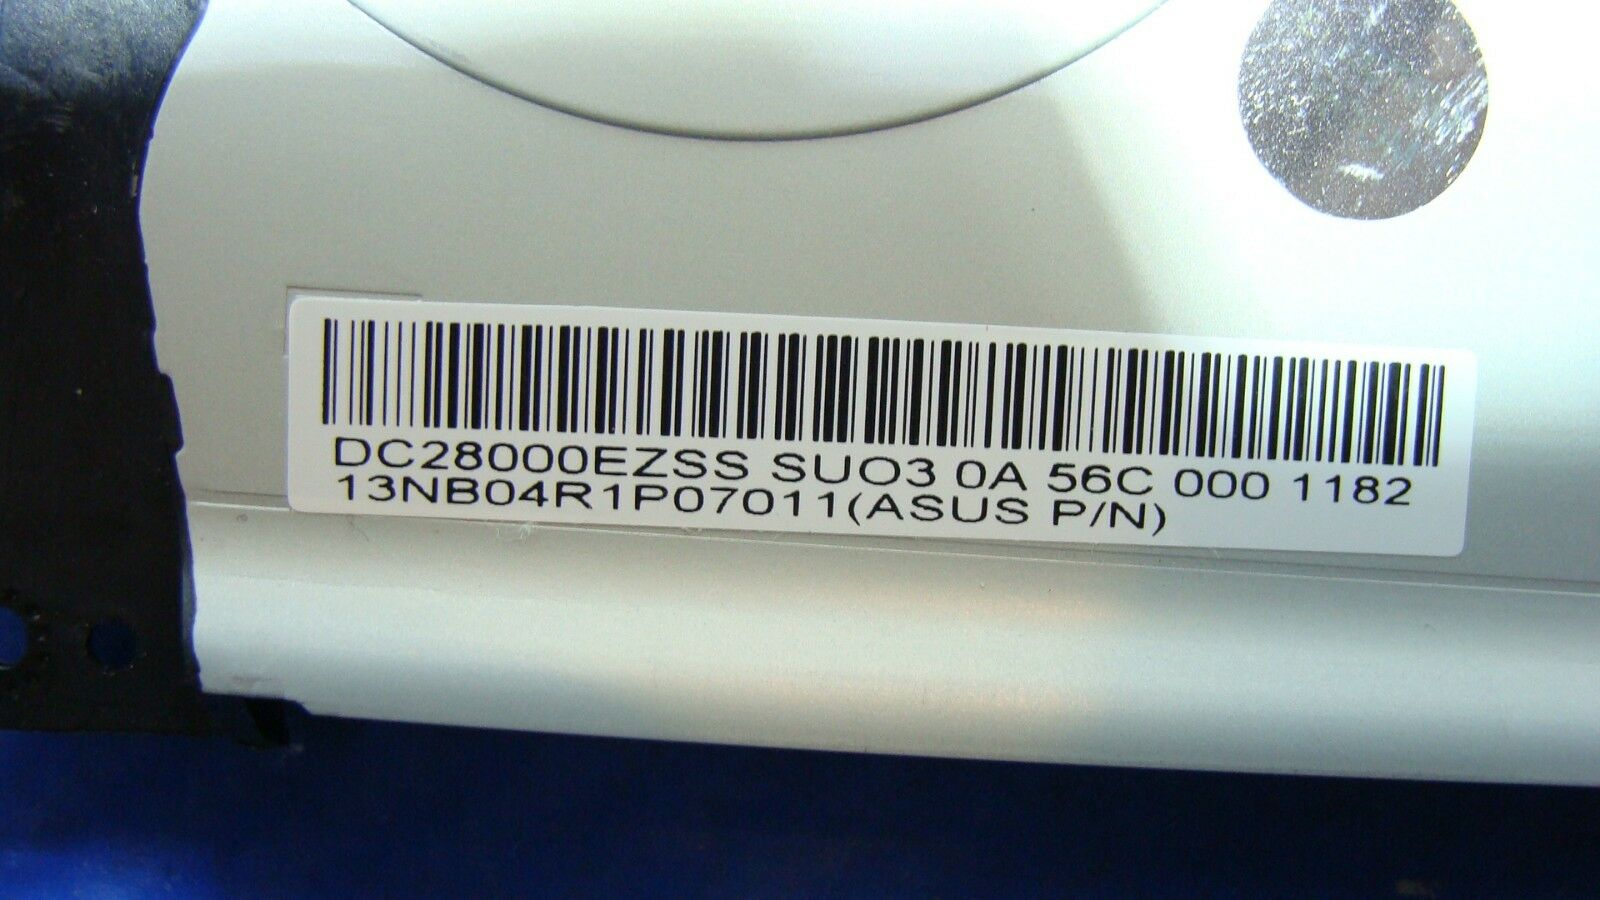 DC28000EZSS SUO3 0A 56C 000 1182
13NB04R1P07011(ASUS P/N)